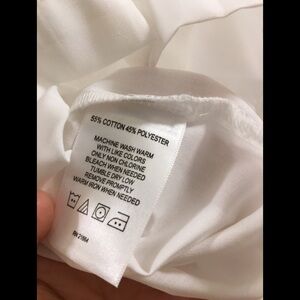 55% COTTON 45% POLYESTER
MACHINE WASH WARM
WITH LIKE COLORS
ONLY NON CHLORINE
BLEACH WHEN NEEDED
TUMBLE DRY LOW
REMOVE PROMPTLY
WARM IRON WHEN NEEDED